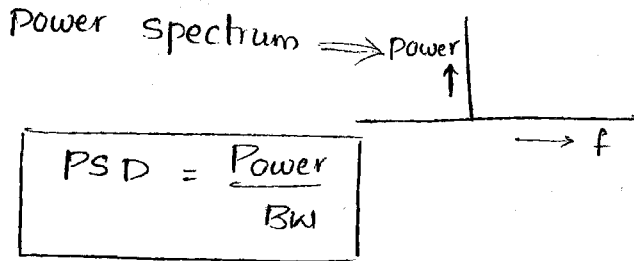 Power spectrum ⟹ Power
↑
⟶ f
PSD = Power
BW